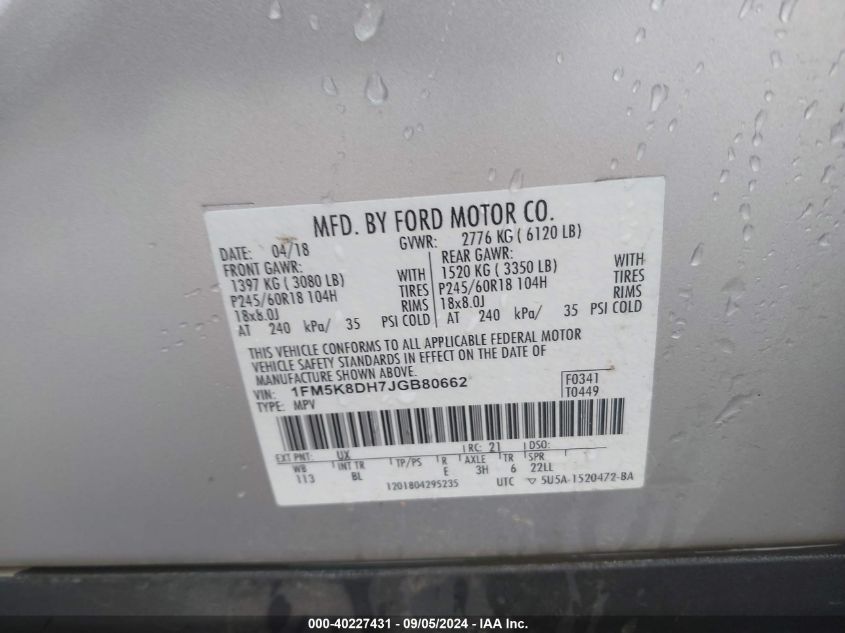 MFD. BY FORD MOTOR CO.
DATE: 04/18 GVWR: 2776 KG ( 6120 LB)
FRONT GAWR: REAR GAWR:
1397 KG ( 3080 LB) WITH 1520 KG ( 3350 LB) WITH
P245/60R18 104H TIRES P245/60R18 104H TIRES
18x8.0J RIMS 18x8.0J RIMS
AT 240 kPa/ 35 PSI COLD AT 240 kPa/ 35 PSI COLD
THIS VEHICLE CONFORMS TO ALL APPLICABLE FEDERAL MOTOR
VEHICLE SAFETY STANDARDS IN EFFECT ON THE DATE OF
MANUFACTURE SHOWN ABOVE.
VIN: 1FM5K8DH7JGB80662 F0341
TYPE: MPV T0449
EXT PNT: UX RC: 21 DSO:
WB INT TR TP/PS R AXLE TR SPR
113 BL E 3H 6 22LL
1201804295235 UTC ▽ 5U5A-1520472-BA
000-40227431 - 09/05/2024 - IAA Inc.